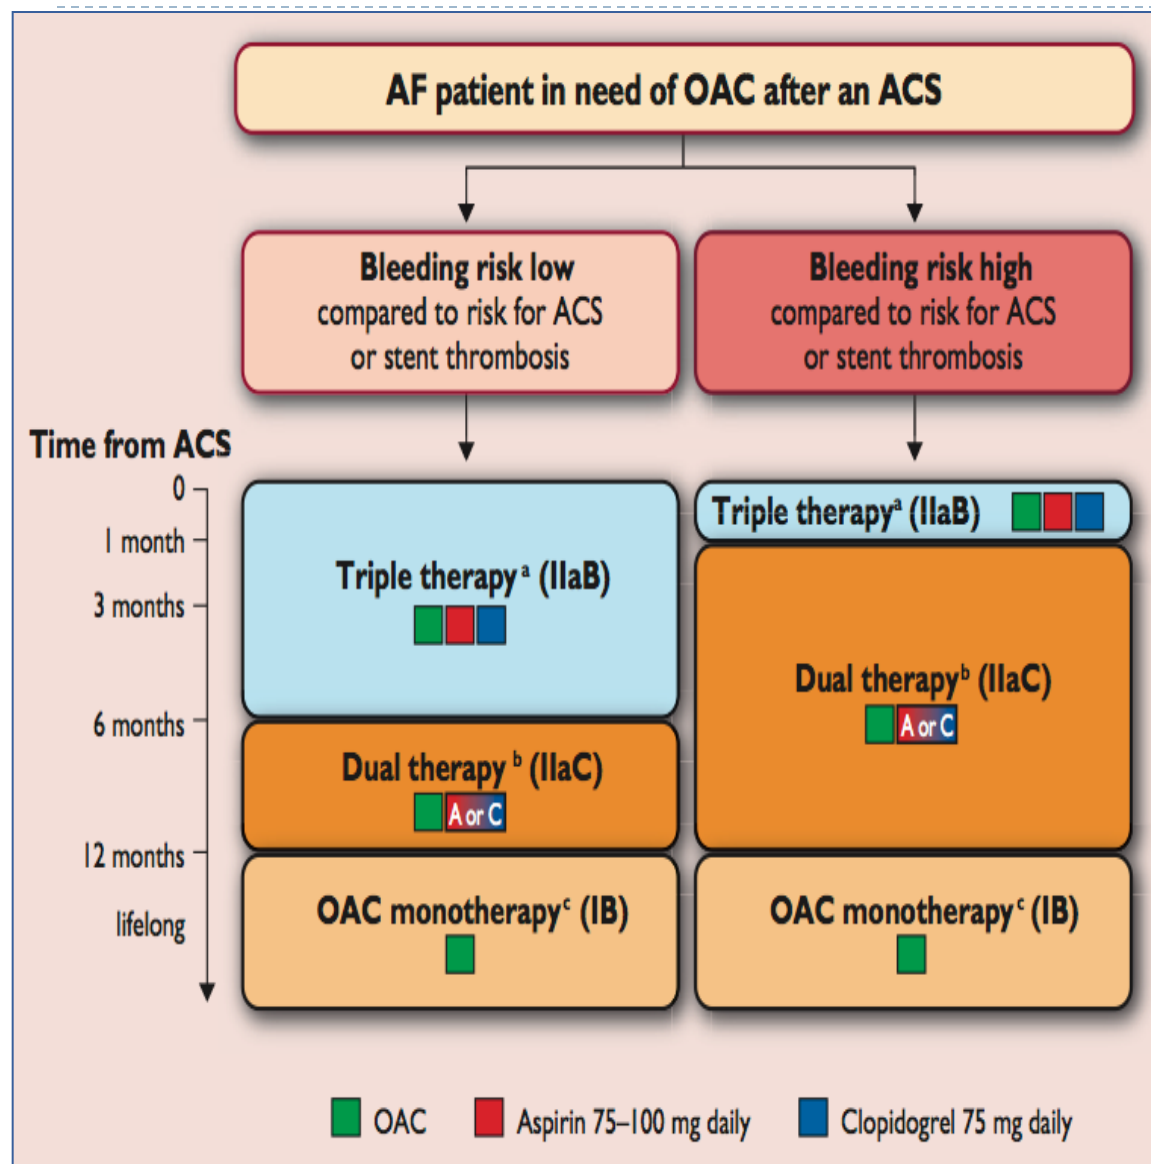 AF patient in need of OAC after an ACS
Bleeding risk low
compared to risk for ACS
or stent thrombosis
Bleeding risk high
compared to risk for ACS
or stent thrombosis
Time from ACS
0
1 month
3 months
6 months
12 months
lifelong
Triple therapyᵃ (IIaB)
Dual therapyᵇ (IIaC)
A or C
OAC monotherapyᶜ (IB)
Triple therapyᵃ (IIaB)
Dual therapyᵇ (IIaC)
A or C
OAC monotherapyᶜ (IB)
OAC
Aspirin 75–100 mg daily
Clopidogrel 75 mg daily